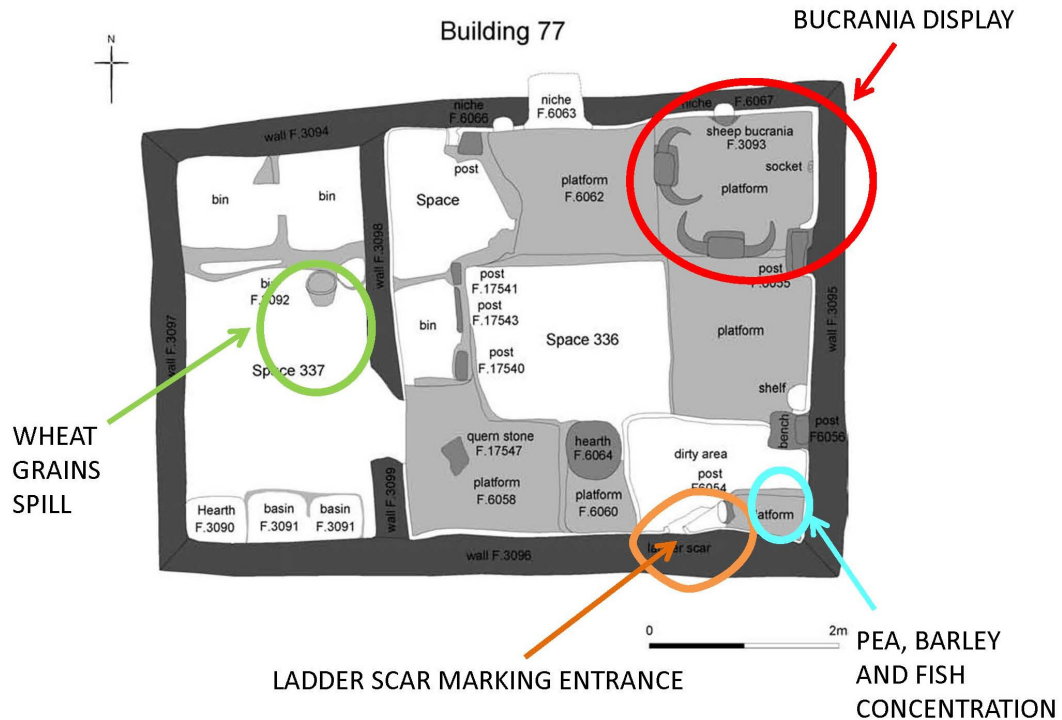 BUCRANIA DISPLAY
Building 77
N
niche
F.6063
niche
F.6066
niche F.6067
wall F.3094
sheep bucrania
F.3093
socket
platform
post
platform
F.6062
bin
bin
Space
wall F.3098
post
F.6055
wall F.3095
F.3092
post
F.17541
post
F.17543
bin
Space 336
post
F.17540
platform
wall F.3097
Space 337
shelf
bench
post
F6056
WHEAT
GRAINS
SPILL
quern stone
F.17547
hearth
F.6064
dirty area
post
F.6054
platform
F.6058
platform
F.6060
wall F.3099
Hearth
F.3090
basin
F.3091
basin
F.3091
platform
wall F.3096
ladder scar
0 2m
PEA, BARLEY
AND FISH
CONCENTRATION
LADDER SCAR MARKING ENTRANCE